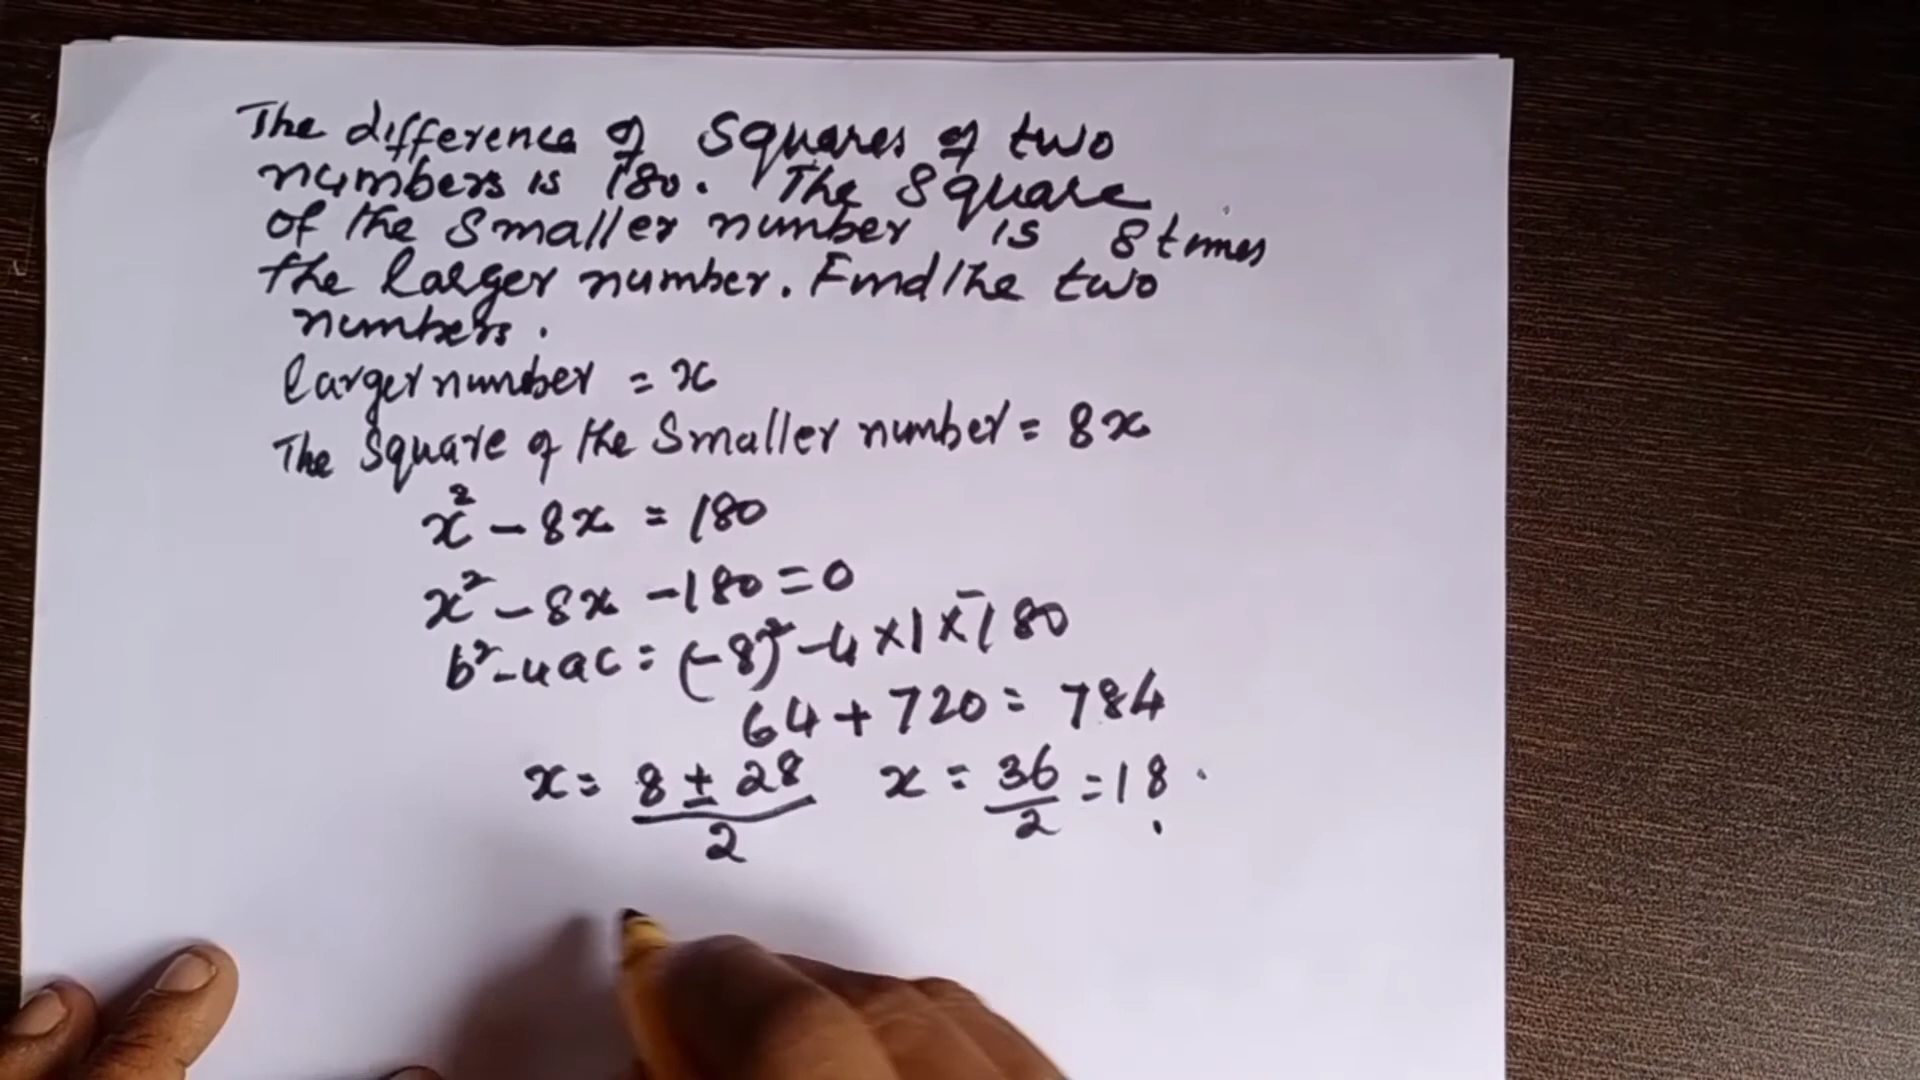 The difference of Squares of two
numbers is 180. The Square
of the Smaller number is 8 times
the larger number. Find the two
numbers.
larger number = x
The Square of the Smaller number = 8x
x² - 8x = 180
x² - 8x - 180 = 0
b² - 4ac = (-8)² - 4 × 1 × -180
64 + 720 = 784
x = 8 ± 28 / 2   x = 36 / 2 = 18.